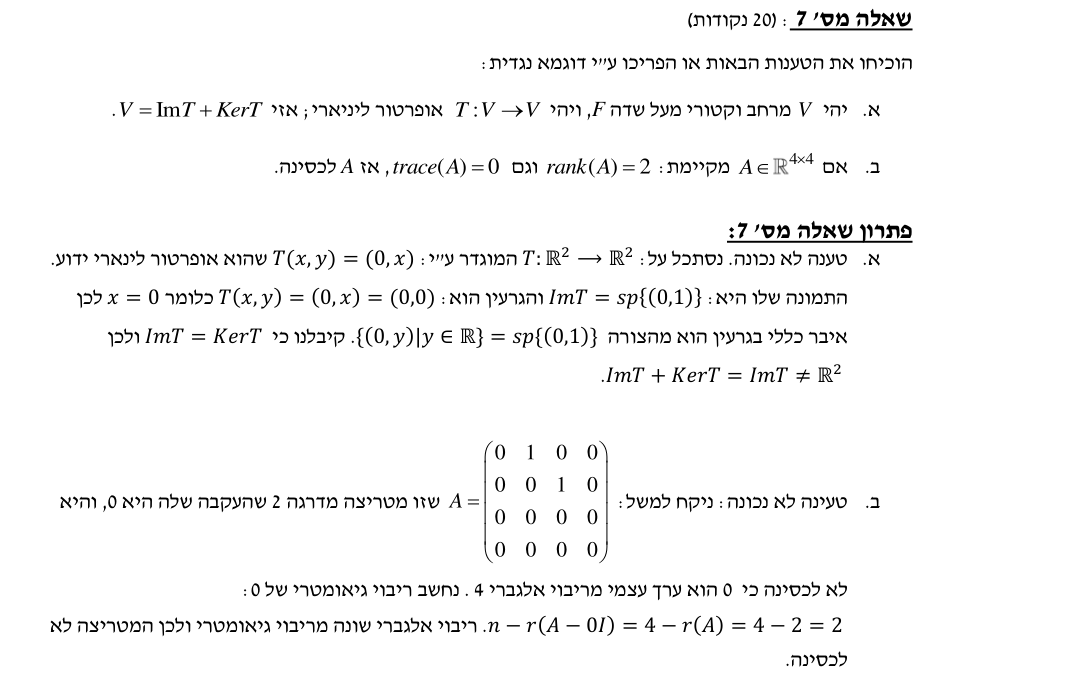 שאלה מס׳ 7 : (20 נקודות)
הוכיחו את הטענות הבאות או הפריכו ע״י דוגמא נגדית :
א. יהי V מרחב וקטורי מעל שדה F, ויהי T : V → V אופרטור ליניארי ; אזי V = ImT + KerT .
ב. אם A ∈ ℝ^{4×4} מקיימת : rank(A) = 2 וגם trace(A) = 0 , אז A לכסינה.
פתרון שאלה מס׳ 7:
א. טענה לא נכונה. נסתכל על : T: ℝ² ⟶ ℝ² המוגדר ע״י : T(x, y) = (0, x) שהוא אופרטור לינארי ידוע.
התמונה שלו היא : ImT = sp{(0,1)} והגרעין הוא : T(x, y) = (0, x) = (0,0) כלומר x = 0 לכן
איבר כללי בגרעין הוא מהצורה {(0, y)|y ∈ ℝ} = sp{(0,1)}. קיבלנו כי ImT = KerT ולכן
ImT + KerT = ImT ≠ ℝ².
ב. טעינה לא נכונה : ניקח למשל : A = \begin{pmatrix} 0 & 1 & 0 & 0 \\ 0 & 0 & 1 & 0 \\ 0 & 0 & 0 & 0 \\ 0 & 0 & 0 & 0 \end{pmatrix} שזו מטריצה מדרגה 2 שהעקבה שלה היא 0, והיא
לא לכסינה כי 0 הוא ערך עצמי מריבוי אלגברי 4 . נחשב ריבוי גיאומטרי של 0 :
n − r(A − 0I) = 4 − r(A) = 4 − 2 = 2. ריבוי אלגברי שונה מריבוי גיאומטרי ולכן המטריצה לא
לכסינה.